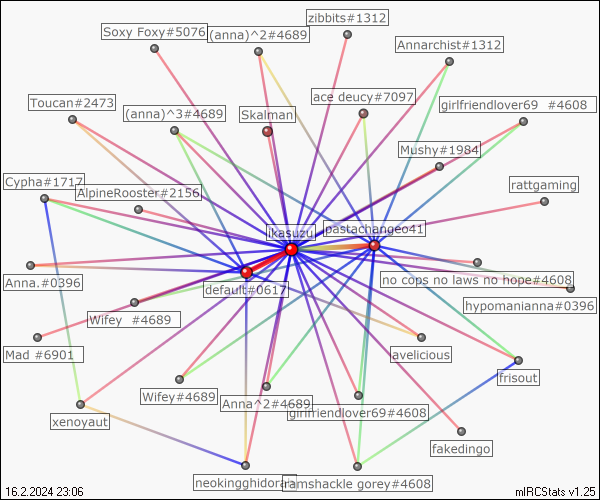 zibbits#1312
Soxy Foxy#5076
(anna)^2#4689
Annarchist#1312
ace deucy#7097
girlfriendlover69 #4608
Toucan#2473
(anna)^3#4689
Skalman
Mushy#1984
Cypha#1717
AlpineRooster#2156
rattgaming
ikasuzu
pastachangeo41
Anna.#0396
default#0617
no cops no laws no hope#4608
hypomanianna#0396
Wifey #4689
Mad #6901
avelicious
frisout
Wifey#4689
Anna^2#4689
girlfriendlover69#4608
xenoyaut
fakedingo
neokingghidorah
ramshackle gorey#4608
16.2.2024 23:06
mIRCStats v1.25